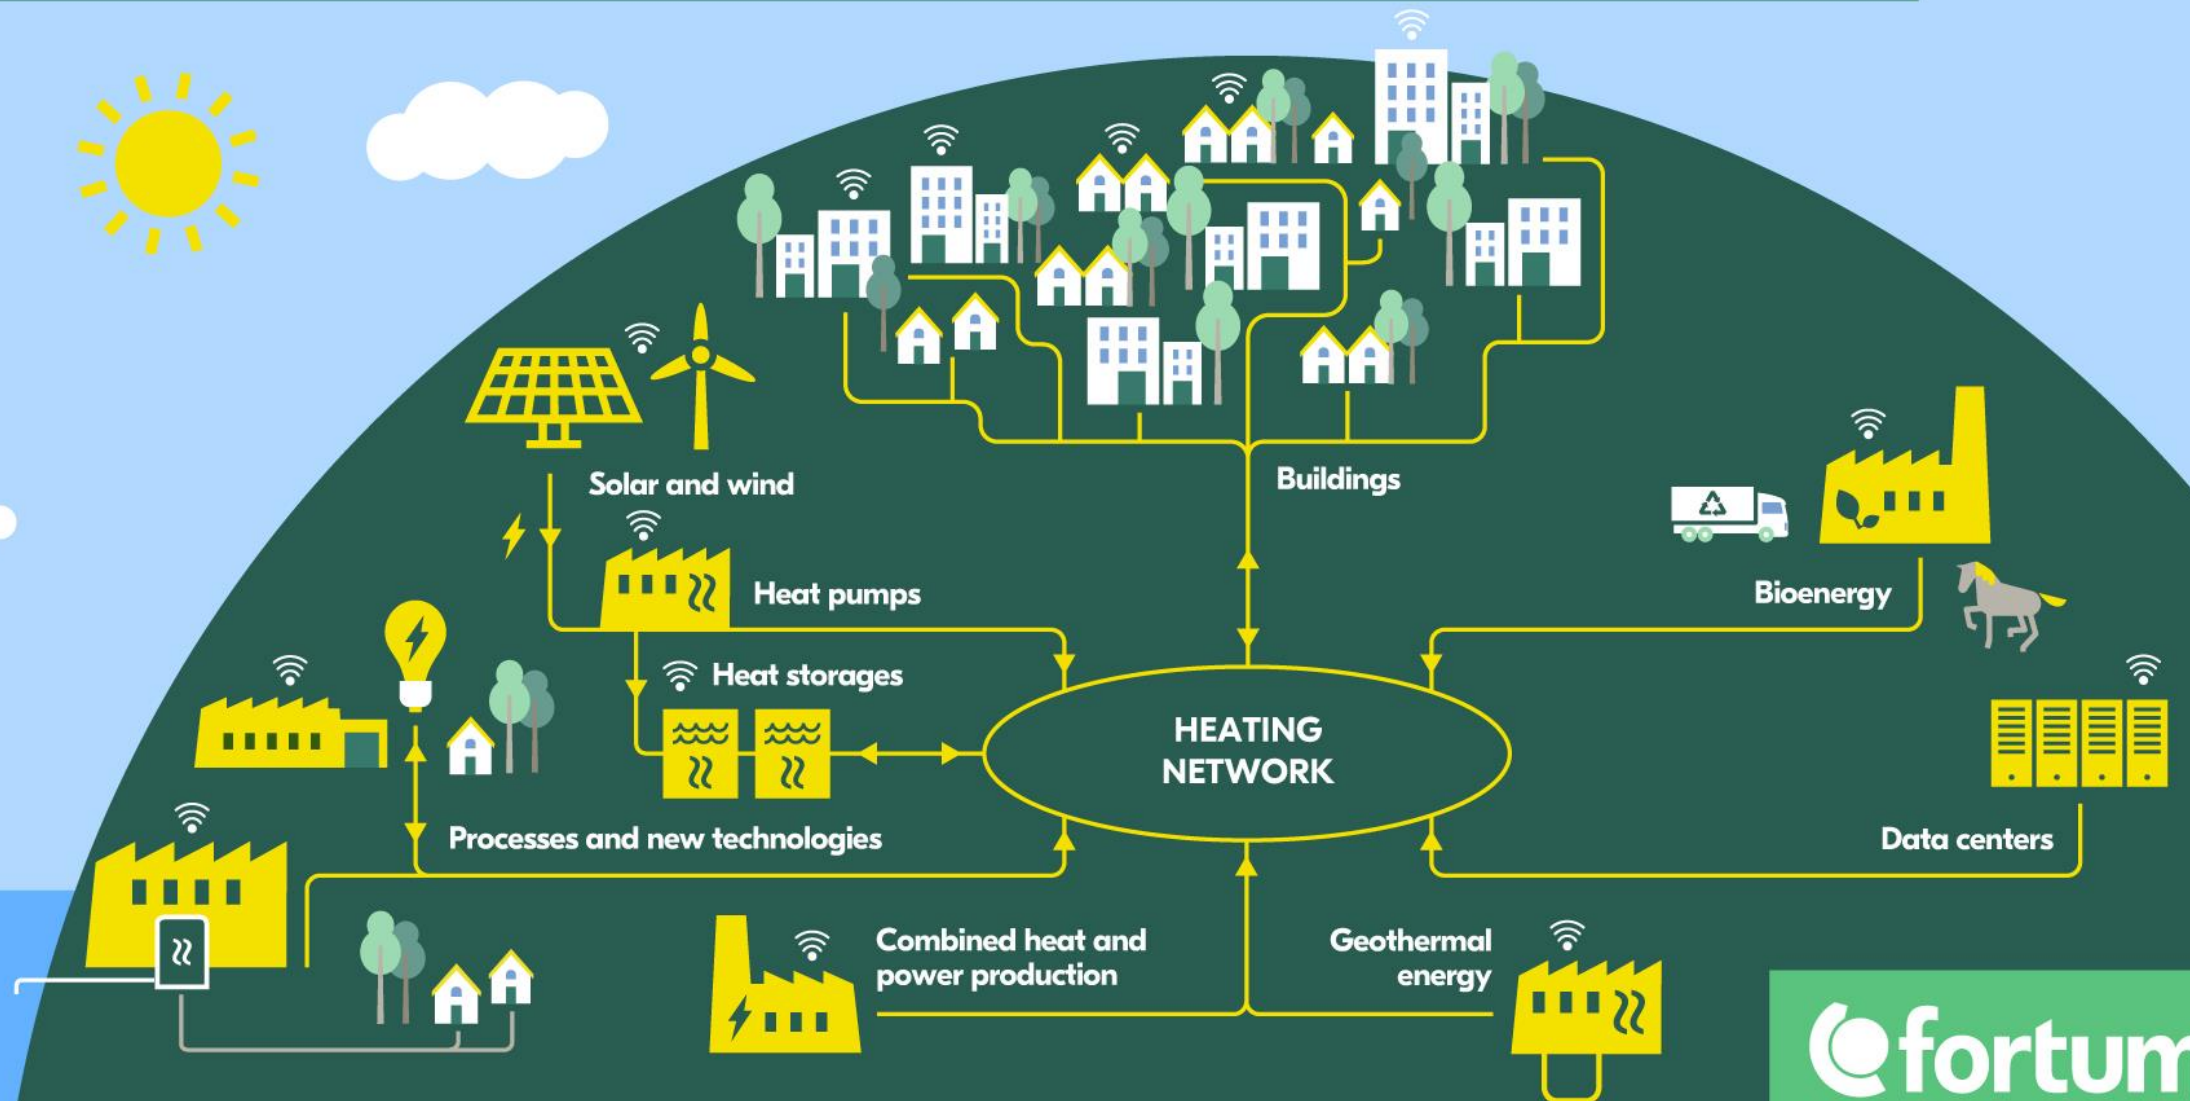 Solar and wind
Buildings
Heat pumps
Bioenergy
Heat storages
HEATING
NETWORK
Processes and new technologies
Data centers
Combined heat and
power production
Geothermal
energy
fortum